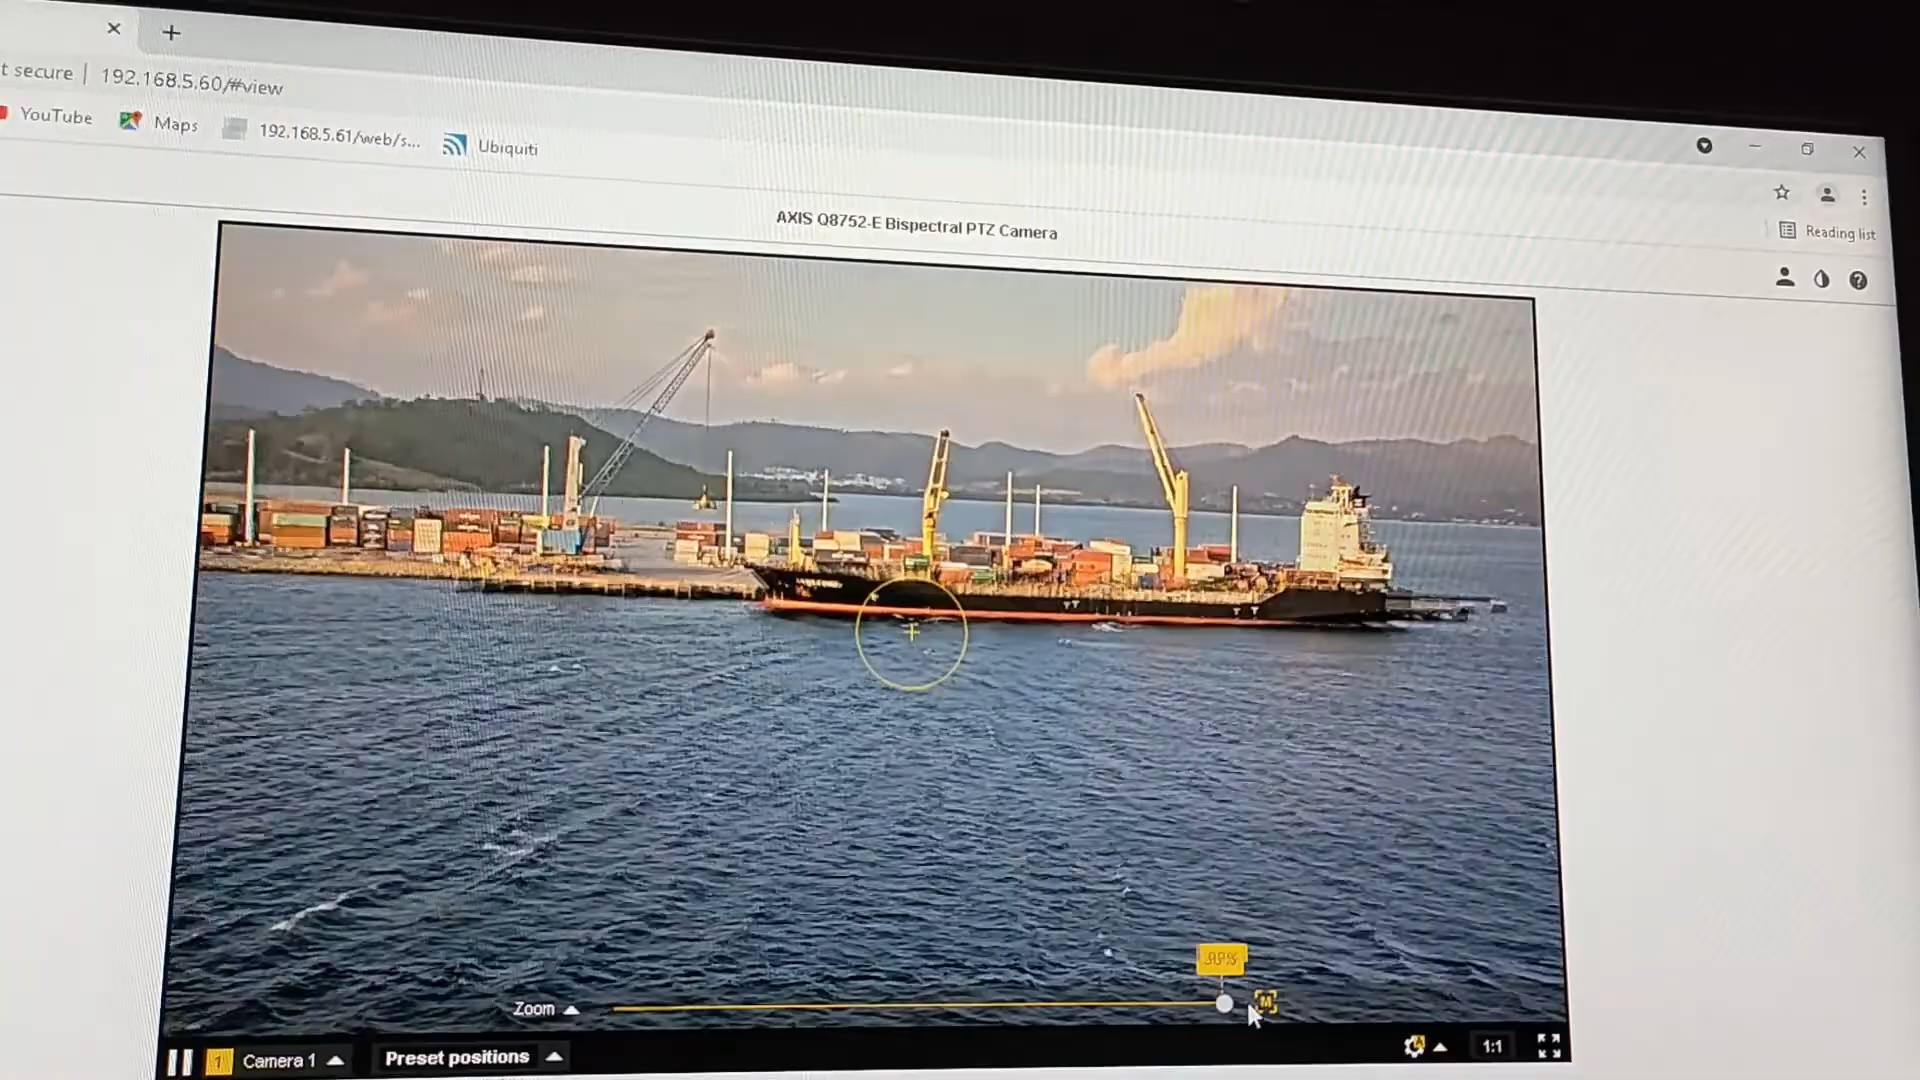 t secure | 192.168.5.60/#view
YouTube
Maps
192.168.5.61/web/s...
Ubiquiti
Reading list
AXIS Q8752-E Bispectral PTZ Camera
Zoom
M
1
Camera 1
Preset positions
A
1:1